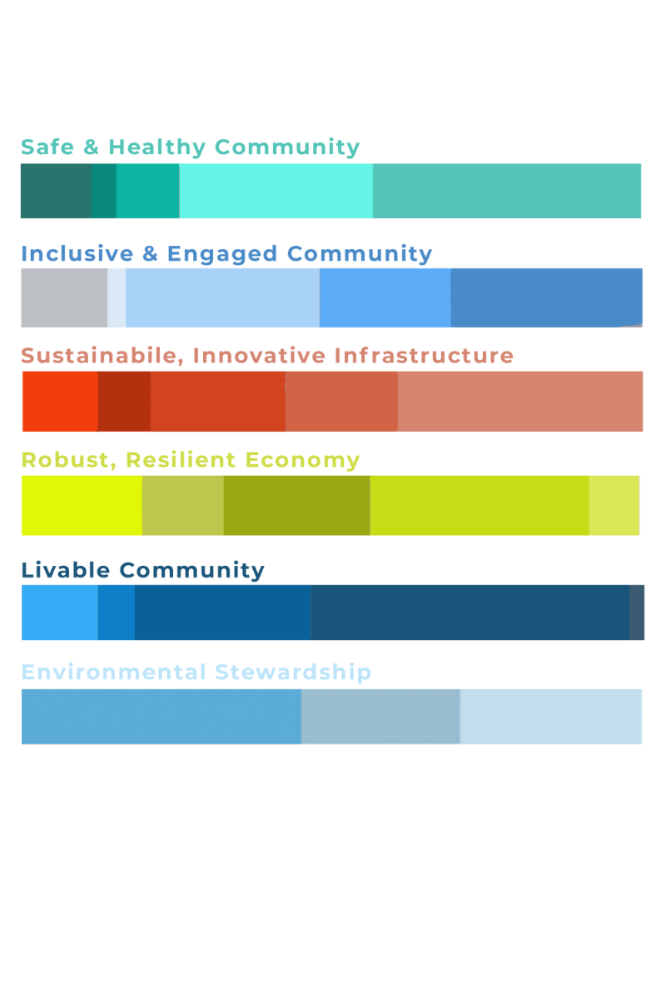 Safe & Healthy Community
Inclusive & Engaged Community
Sustainabile, Innovative Infrastructure
Robust, Resilient Economy
Livable Community
Environmental Stewardship